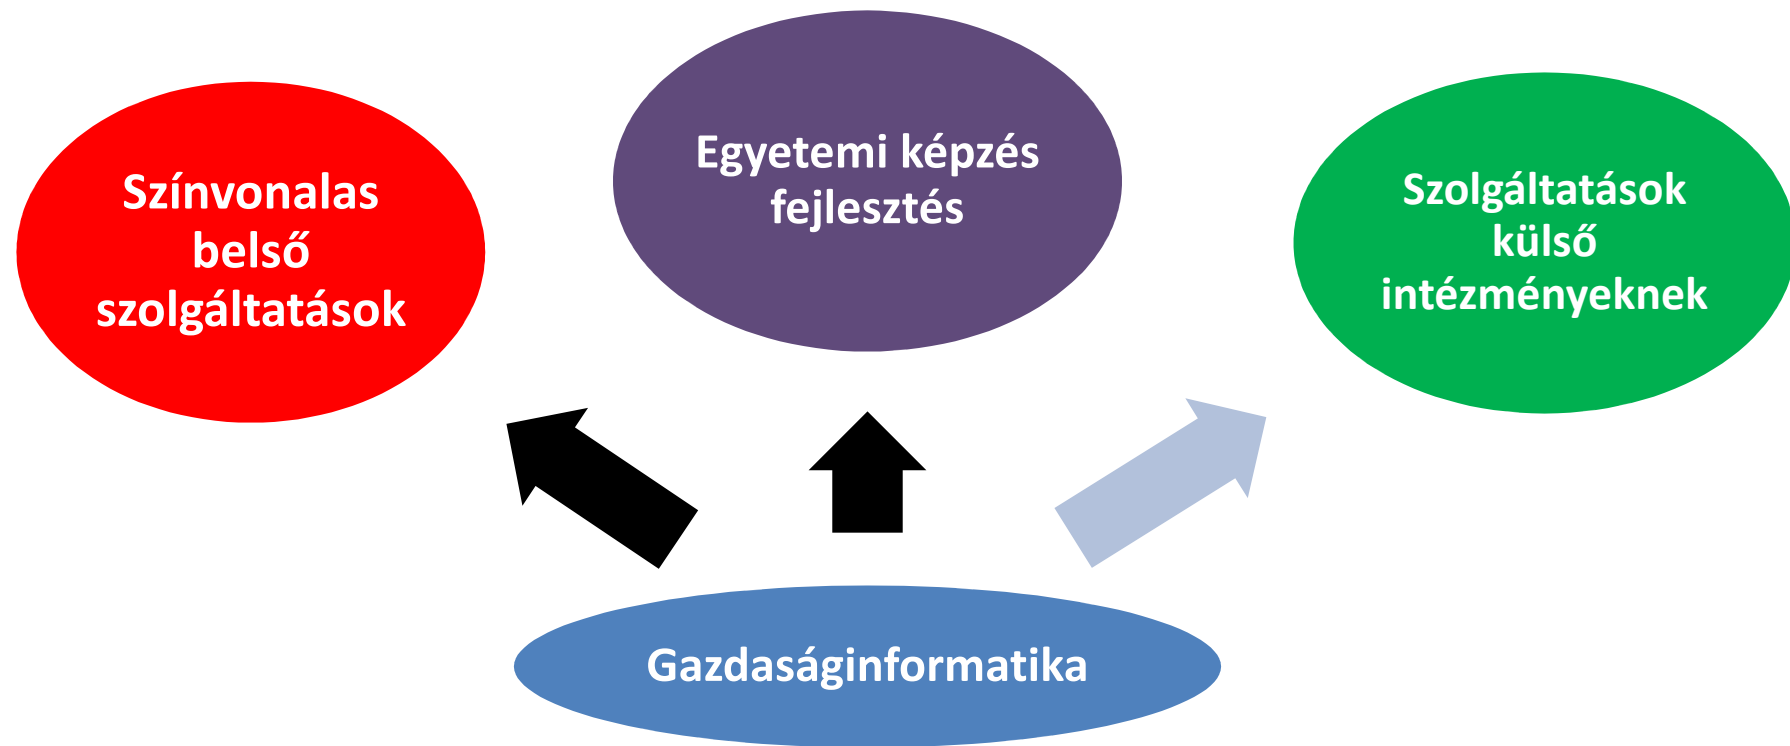 Színvonalas
belső
szolgáltatások
Egyetemi képzés
fejlesztés
Szolgáltatások
külső
intézményeknek
Gazdaságinformatika